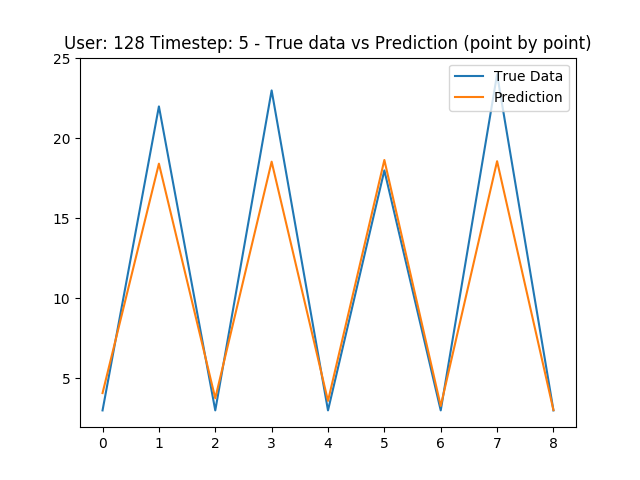 User: 128 Timestep: 5 - True data vs Prediction (point by point)
True Data
Prediction
25
20
15
10
5
0 1 2 3 4 5 6 7 8